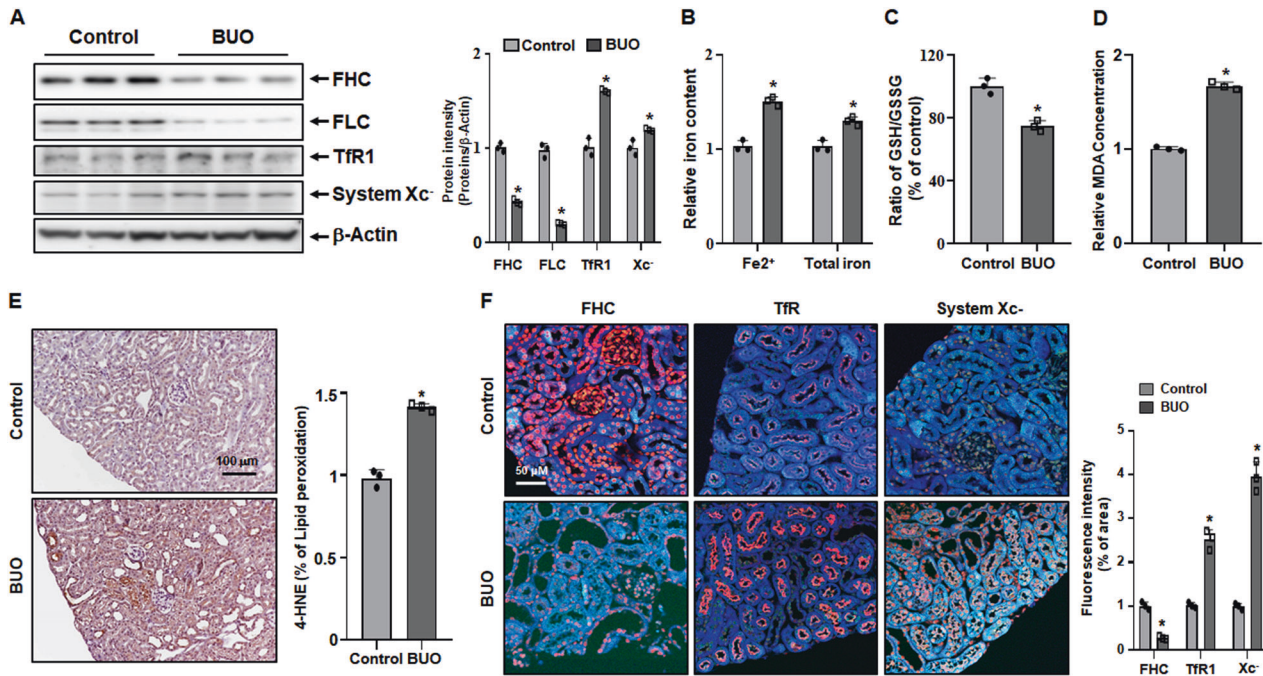 A
Control
BUO
FHC
FLC
TfR1
System Xc-
β-Actin
Control
BUO
Protein intensity
(Proteins/β-Actin)
2
1
0
FHC
FLC
TfR1
Xc-
B
Relative iron content
2
1
0
Fe2+
Total iron
C
Ratio of GSH/GSSG
(% of control)
120
80
40
0
Control
BUO
D
Relative MDA Concentration
2
1
0
Control
BUO
* * * *
* *
*
*
E
Control
100 µm
BUO
4-HNE (% of Lipid peroxidation)
1.5
1
0.5
0
*
Control BUO
F
FHC
TfR
System Xc-
Control
50 µM
BUO
Control
BUO
Fluorescence intensity
(% of area)
5
4
3
2
1
0
* * *
FHC
TfR1
Xc-